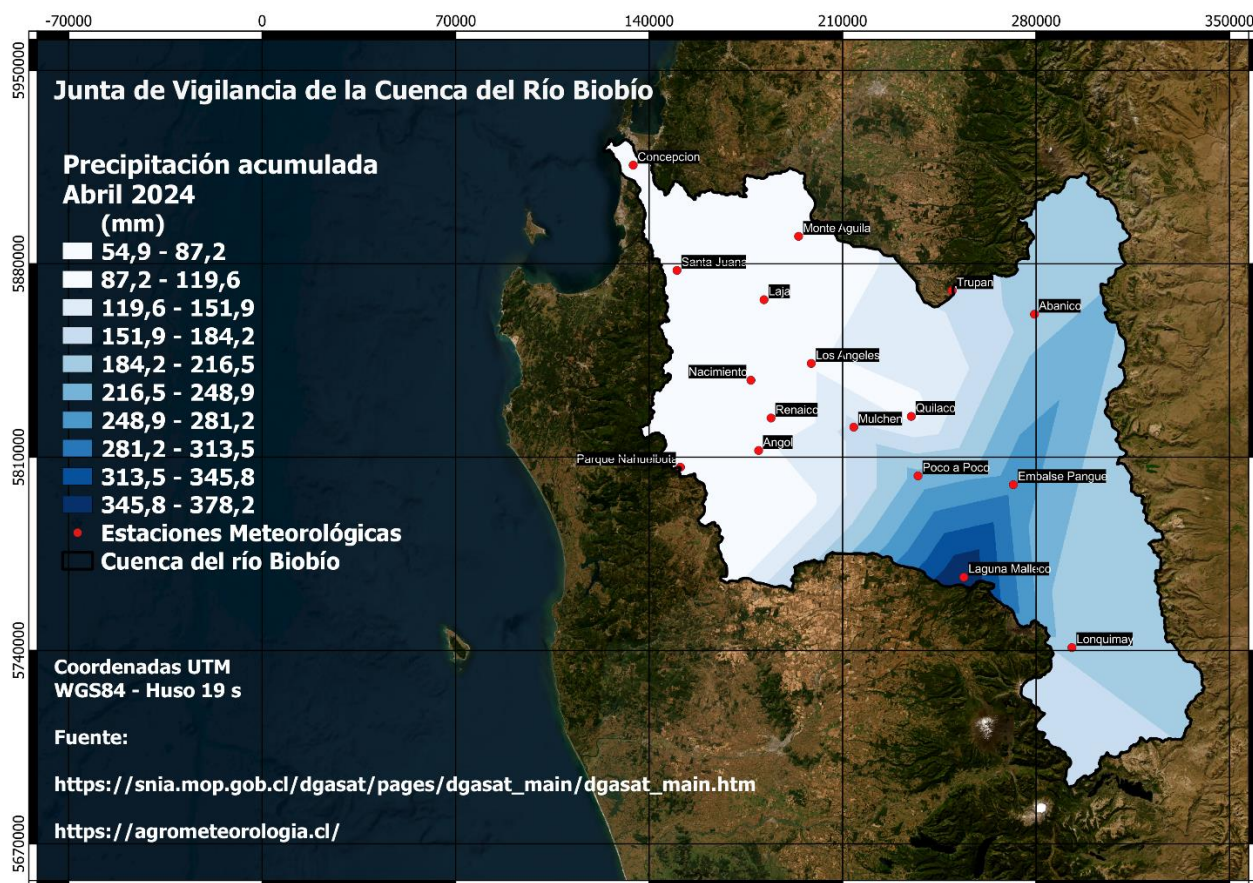 -70000 0 70000 140000 210000 280000 350000
5950000
5880000
5810000
5740000
5670000
Junta de Vigilancia de la Cuenca del Río Biobío
Precipitación acumulada
Abril 2024
(mm)
54,9 - 87,2
87,2 - 119,6
119,6 - 151,9
151,9 - 184,2
184,2 - 216,5
216,5 - 248,9
248,9 - 281,2
281,2 - 313,5
313,5 - 345,8
345,8 - 378,2
Estaciones Meteorológicas
Cuenca del río Biobío
Coordenadas UTM
WGS84 - Huso 19 s
Fuente:
https://snia.mop.gob.cl/dgasat/pages/dgasat_main/dgasat_main.htm
https://agrometeorologia.cl/
Concepcion
Monte Aguila
Santa Juana
Trupan
Laja
Abanico
Los Angeles
Nacimiento
Renaico
Quilaco
Mulchen
Angol
Parque Nahuelbuta
Poco a Poco
Embalse Pangue
Laguna Malleco
Lonquimay